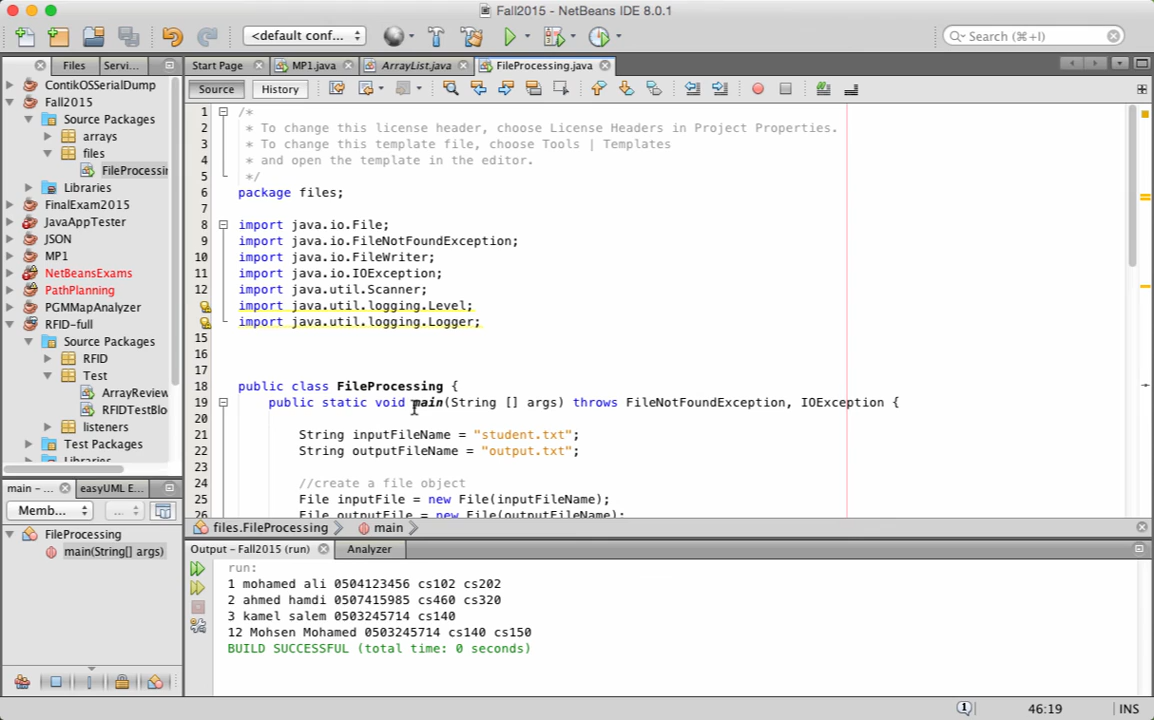 Fall2015 - NetBeans IDE 8.0.1
<default conf...
Search (⌘+I)
Files
Servi...
Start Page
MP1.java
ArrayList.java
FileProcessing.java
ContikOSSerialDump
Fall2015
Source Packages
arrays
files
FileProcessin
Libraries
FinalExam2015
JavaAppTester
JSON
MP1
NetBeansExams
PathPlanning
PGMMapAnalyzer
RFID-full
Source Packages
RFID
Test
ArrayReview
RFIDTestBlo
listeners
Test Packages
Libraries
Source
History
1 /*
2 * To change this license header, choose License Headers in Project Properties.
3 * To change this template file, choose Tools | Templates
4 * and open the template in the editor.
5 */
6 package files;
7
8 import java.io.File;
9 import java.io.FileNotFoundException;
10 import java.io.FileWriter;
11 import java.io.IOException;
12 import java.util.Scanner;
import java.util.logging.Level;
import java.util.logging.Logger;
15
16
17
18 public class FileProcessing {
19 public static void main(String [] args) throws FileNotFoundException, IOException {
20
21 String inputFileName = "student.txt";
22 String outputFileName = "output.txt";
23
24 //create a file object
25 File inputFile = new File(inputFileName);
26 File outputFile = new File(outputFileName);
files.FileProcessing
main
main - ...
easyUML E...
Memb...
...
FileProcessing
main(String[] args)
Output - Fall2015 (run)
Analyzer
run:
1 mohamed ali 0504123456 cs102 cs202
2 ahmed hamdi 0507415985 cs460 cs320
3 kamel salem 0503245714 cs140
12 Mohsen Mohamed 0503245714 cs140 cs150
BUILD SUCCESSFUL (total time: 0 seconds)
1
46:19
INS